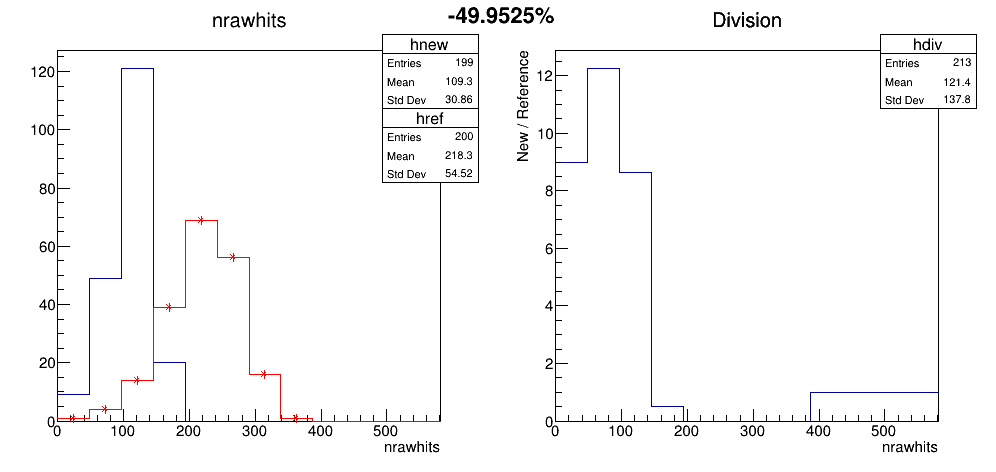 -49.9525%
nrawhits
hnew
Entries 199
Mean 109.3
Std Dev 30.86
href
Entries 200
Mean 218.3
Std Dev 54.52
120
100
80
60
40
20
0
0 100 200 300 400 500
nrawhits
Division
hdiv
Entries 213
Mean 121.4
Std Dev 137.8
New / Reference
12
10
8
6
4
2
0
0 100 200 300 400 500
nrawhits